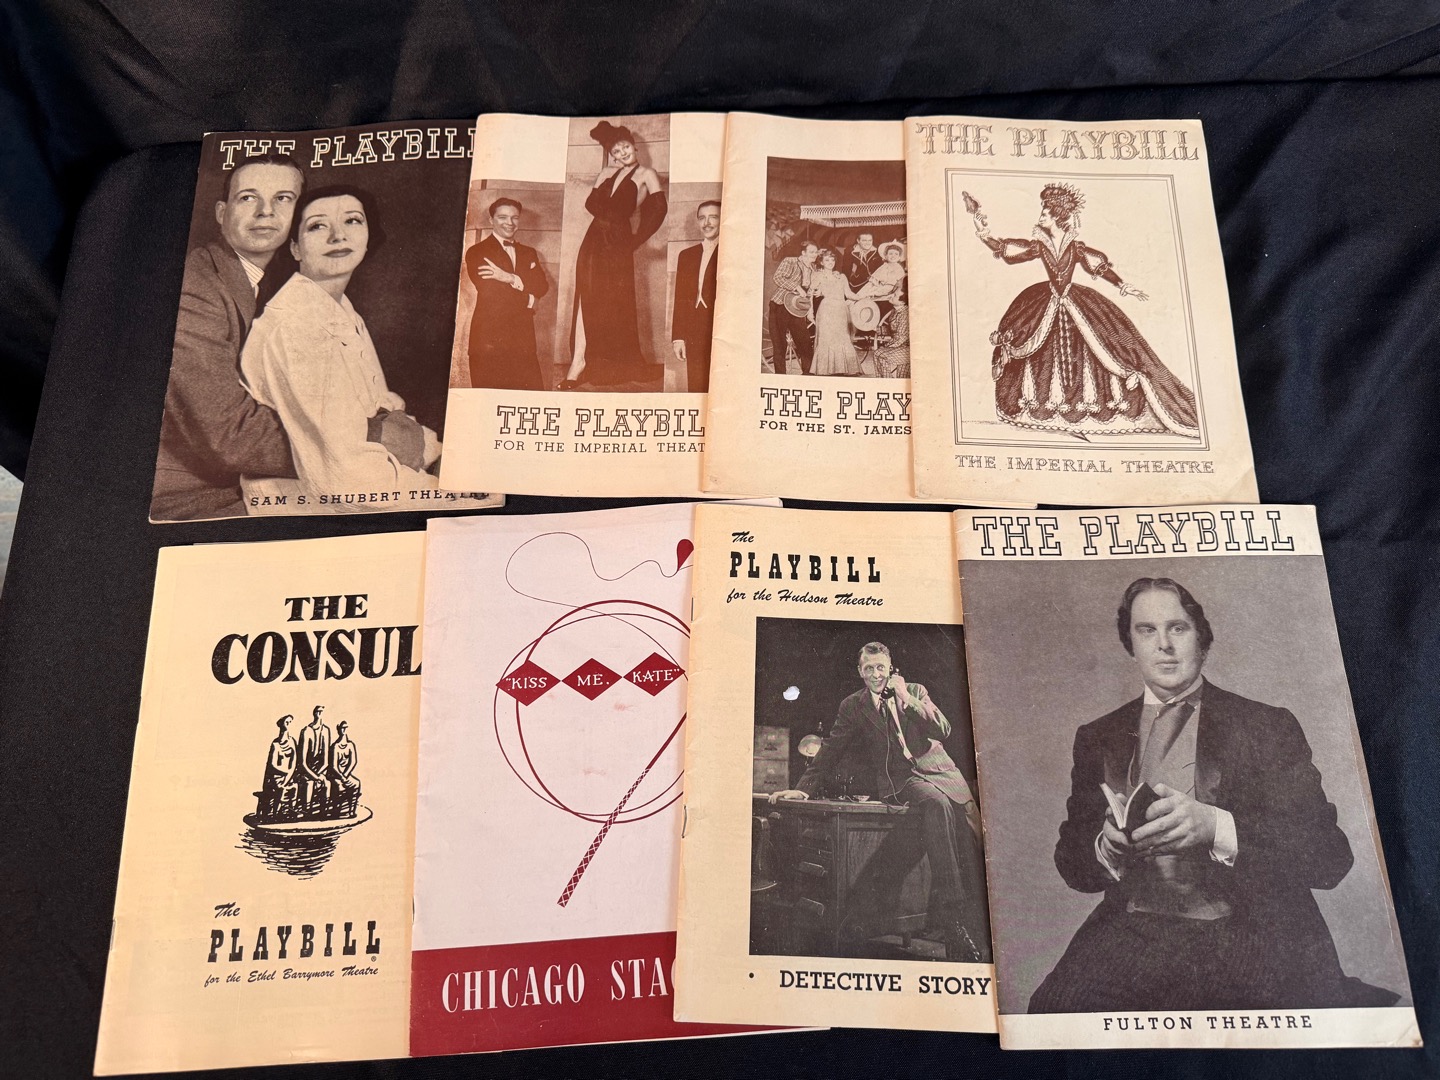 THE PLAYBILL
SAM S. SHUBERT THEATRE
THE PLAYBIL
FOR THE IMPERIAL THEAT
THE PLAY
FOR THE ST. JAMES
THE PLAYBILL
THE IMPERIAL THEATRE
THE
CONSUL
The
PLAYBILL®
for the Ethel Barrymore Theatre
"KISS ME, KATE"
CHICAGO STAG
The
PLAYBILL
for the Hudson Theatre
• DETECTIVE STORY
THE PLAYBILL
FULTON THEATRE